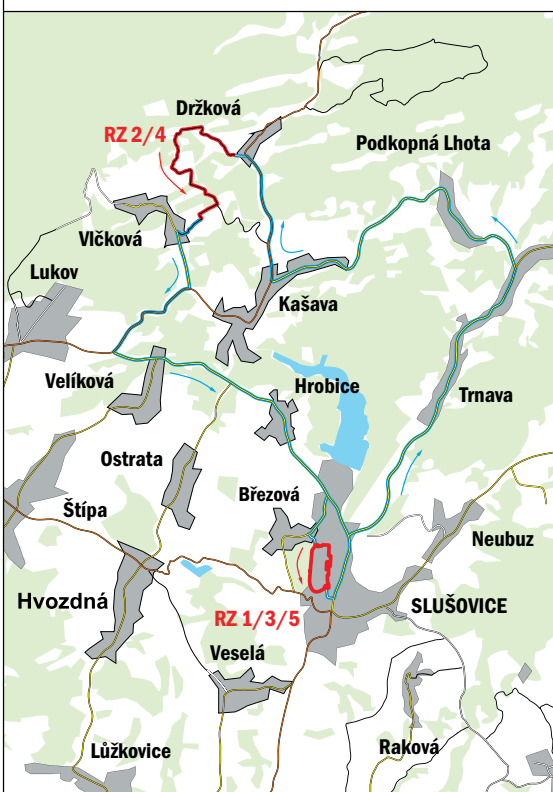 Držková
RZ 2/4
Podkopná Lhota
Vlčková
Lukov
Kašava
Velíková
Hrobice
Trnava
Ostrata
Březová
Štípa
Neubuz
Hvozdná
SLUŠOVICE
RZ 1/3/5
Veselá
Raková
Lůžkovice